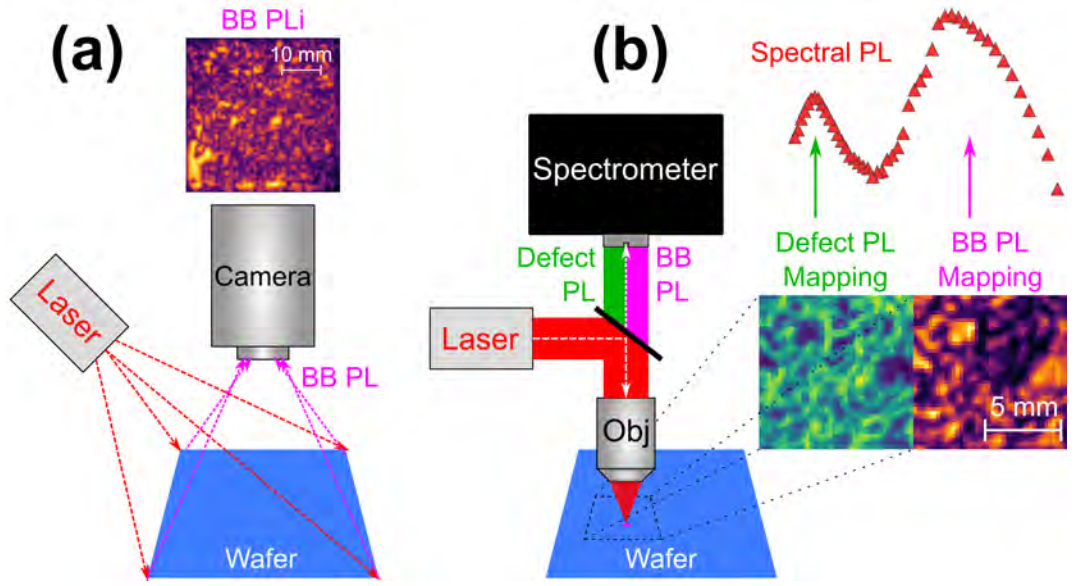 (a)
BB PLi
10 mm
Camera
Laser
BB PL
Wafer
(b)
Spectral PL
Spectrometer
Defect
PL
BB
PL
Laser
Obj
Wafer
Defect PL
Mapping
BB PL
Mapping
5 mm